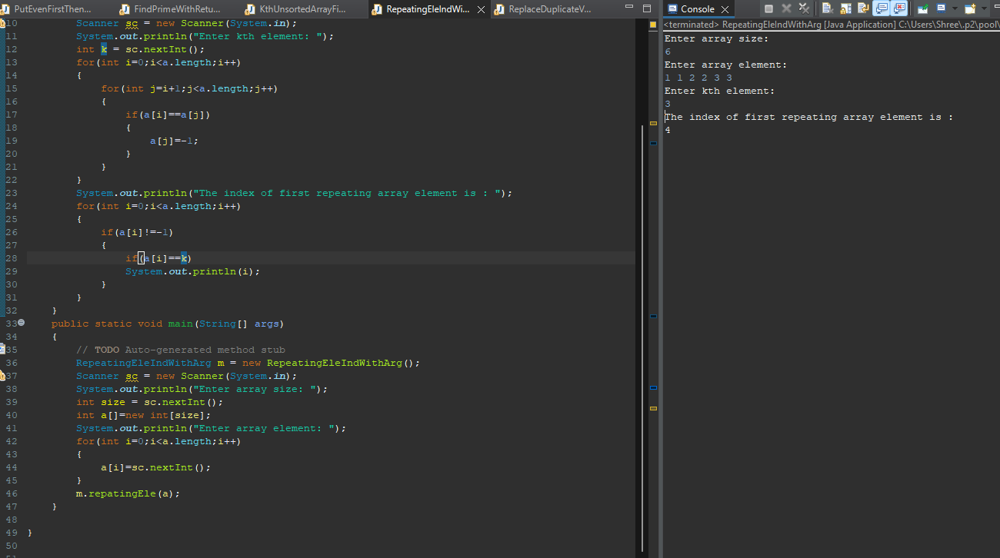 PutEvenFirstThen... FindPrimeWithRetu... KthUnsortedArrayFi... RepeatingEleIndWi... ReplaceDuplicateV...
10 Scanner sc = new Scanner(System.in);
11 System.out.println("Enter kth element: ");
12 int k = sc.nextInt();
13 for(int i=0;i<a.length;i++)
14 {
15 for(int j=i+1;j<a.length;j++)
16 {
17 if(a[i]==a[j])
18 {
19 a[j]=-1;
20 }
21 }
22 }
23 System.out.println("The index of first repeating array element is : ");
24 for(int i=0;i<a.length;i++)
25 {
26 if(a[i]!=-1)
27 {
28 if(a[i]==k)
29 System.out.println(i);
30 }
31 }
32 }
33 public static void main(String[] args)
34 {
35 // TODO Auto-generated method stub
36 RepeatingEleIndWithArg m = new RepeatingEleIndWithArg();
37 Scanner sc = new Scanner(System.in);
38 System.out.println("Enter array size: ");
39 int size = sc.nextInt();
40 int a[]=new int[size];
41 System.out.println("Enter array element: ");
42 for(int i=0;i<a.length;i++)
43 {
44 a[i]=sc.nextInt();
45 }
46 m.repatingEle(a);
47 }
48
49 }
50
Console
<terminated> RepeatingEleIndWithArg [Java Application] C:\Users\Shree\.p2\pool\
Enter array size:
6
Enter array element:
1 1 2 2 3 3
Enter kth element:
3
The index of first repeating array element is :
4